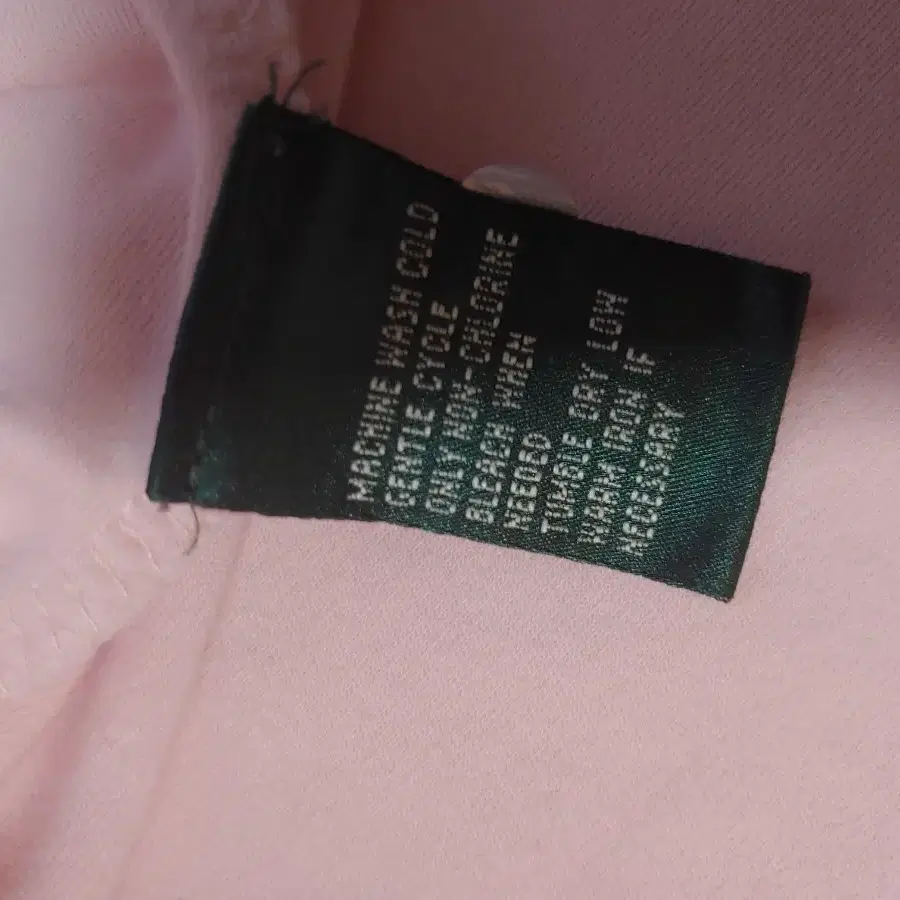 MACHINE WASH COLD
GENTLE CYCLE
ONLY NON-CHLORINE
BLEACH WHEN
NEEDED
TUMBLE DRY LOW
WARM IRON IF
NECESSARY